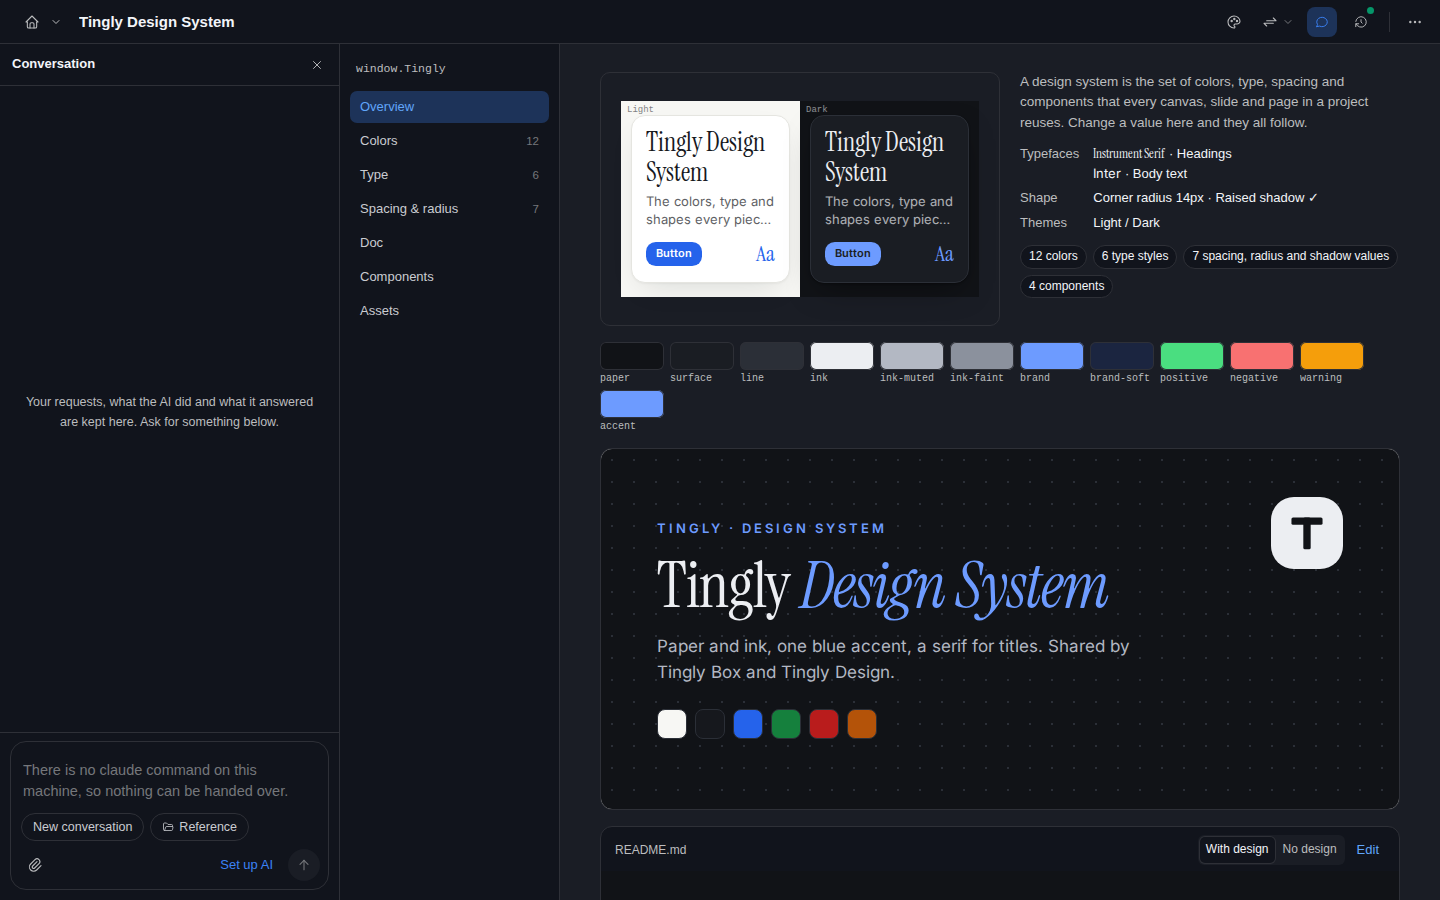 Tingly Design System
Conversation
window.Tingly
Overview
Colors 12
Type 6
Spacing & radius 7
Doc
Components
Assets
Your requests, what the AI did and what it answered
are kept here. Ask for something below.
There is no claude command on this
machine, so nothing can be handed over.
New conversation
Reference
Set up AI
Light
Tingly Design
System
The colors, type and
shapes every piec...
Button
Aa
Dark
Tingly Design
System
The colors, type and
shapes every piec...
Button
Aa
A design system is the set of colors, type, spacing and
components that every canvas, slide and page in a project
reuses. Change a value here and they all follow.
Typefaces Instrument Serif · Headings
Inter · Body text
Shape Corner radius 14px · Raised shadow ✓
Themes Light / Dark
12 colors 6 type styles 7 spacing, radius and shadow values
4 components
paper surface line ink ink-muted ink-faint brand brand-soft positive negative warning
accent
TINGLY · DESIGN SYSTEM
T
Tingly Design System
Paper and ink, one blue accent, a serif for titles. Shared by
Tingly Box and Tingly Design.
README.md With design No design Edit